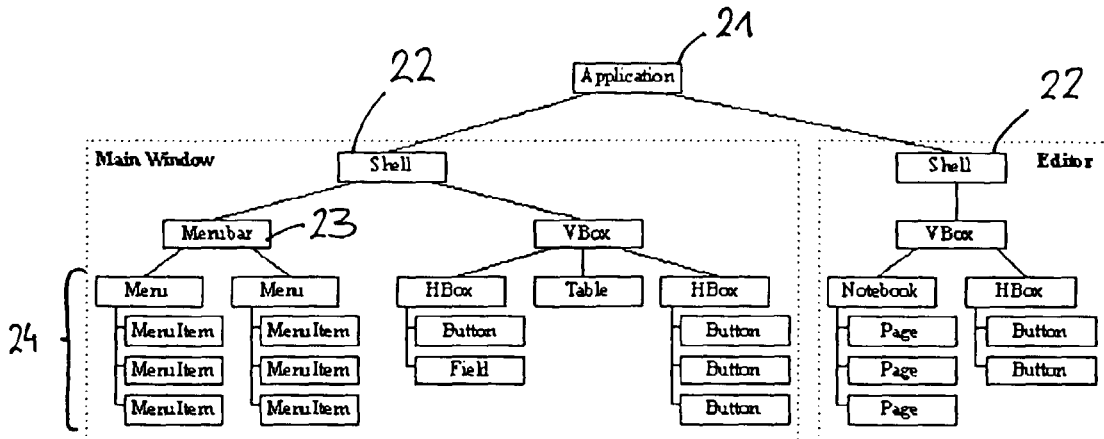 21
Application
22
22
Main Window
Shell
Shell
Editor
Menubar
23
VBox
VBox
Menu
Menu
HBox
Table
HBox
Notebook
HBox
24
MenuItem
MenuItem
Button
Button
Page
Button
MenuItem
MenuItem
Field
Button
Page
Button
MenuItem
MenuItem
Button
Page